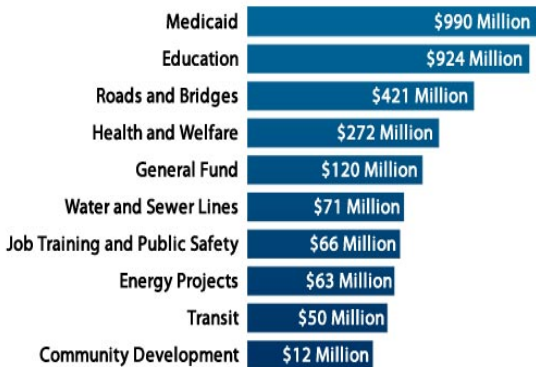 Medicaid $990 Million
Education $924 Million
Roads and Bridges $421 Million
Health and Welfare $272 Million
General Fund $120 Million
Water and Sewer Lines $71 Million
Job Training and Public Safety $66 Million
Energy Projects $63 Million
Transit $50 Million
Community Development $12 Million